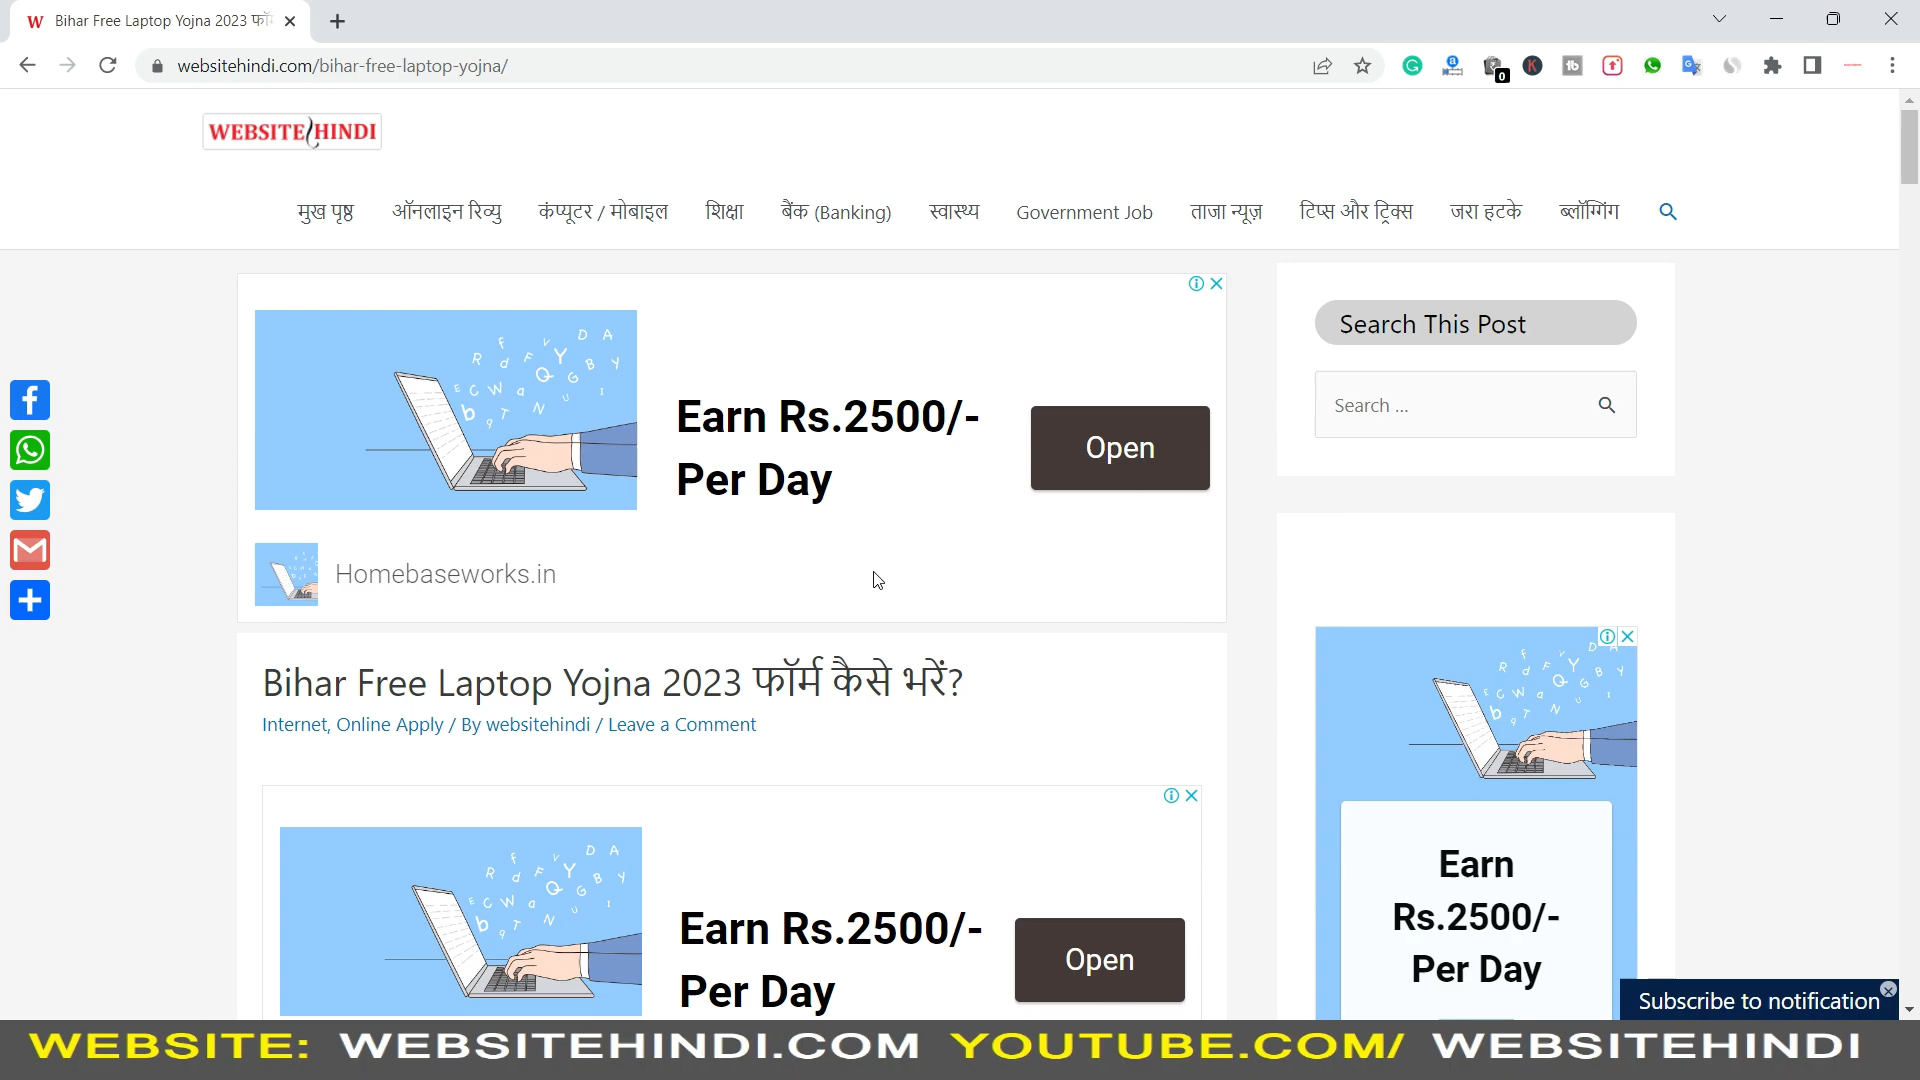 Bihar Free Laptop Yojna 2023
websitehindi.com/bihar-free-laptop-yojna/
0
WEBSITE HINDI
मुख पृष्ठ ऑनलाइन रिव्यु कंप्यूटर / मोबाइल शिक्षा बैंक (Banking) स्वास्थ्य Government Job ताजा न्यूज़ टिप्स और ट्रिक्स जरा हटके ब्लॉग्गिंग
Earn Rs.2500/-
Per Day
Open
Homebaseworks.in
Search This Post
Search ...
Bihar Free Laptop Yojna 2023 फॉर्म कैसे भरें?
Internet, Online Apply / By websitehindi / Leave a Comment
Earn Rs.2500/-
Per Day
Open
Earn
Rs.2500/-
Per Day
Subscribe to notification
WEBSITE: WEBSITEHINDI.COM YOUTUBE.COM/ WEBSITEHINDI